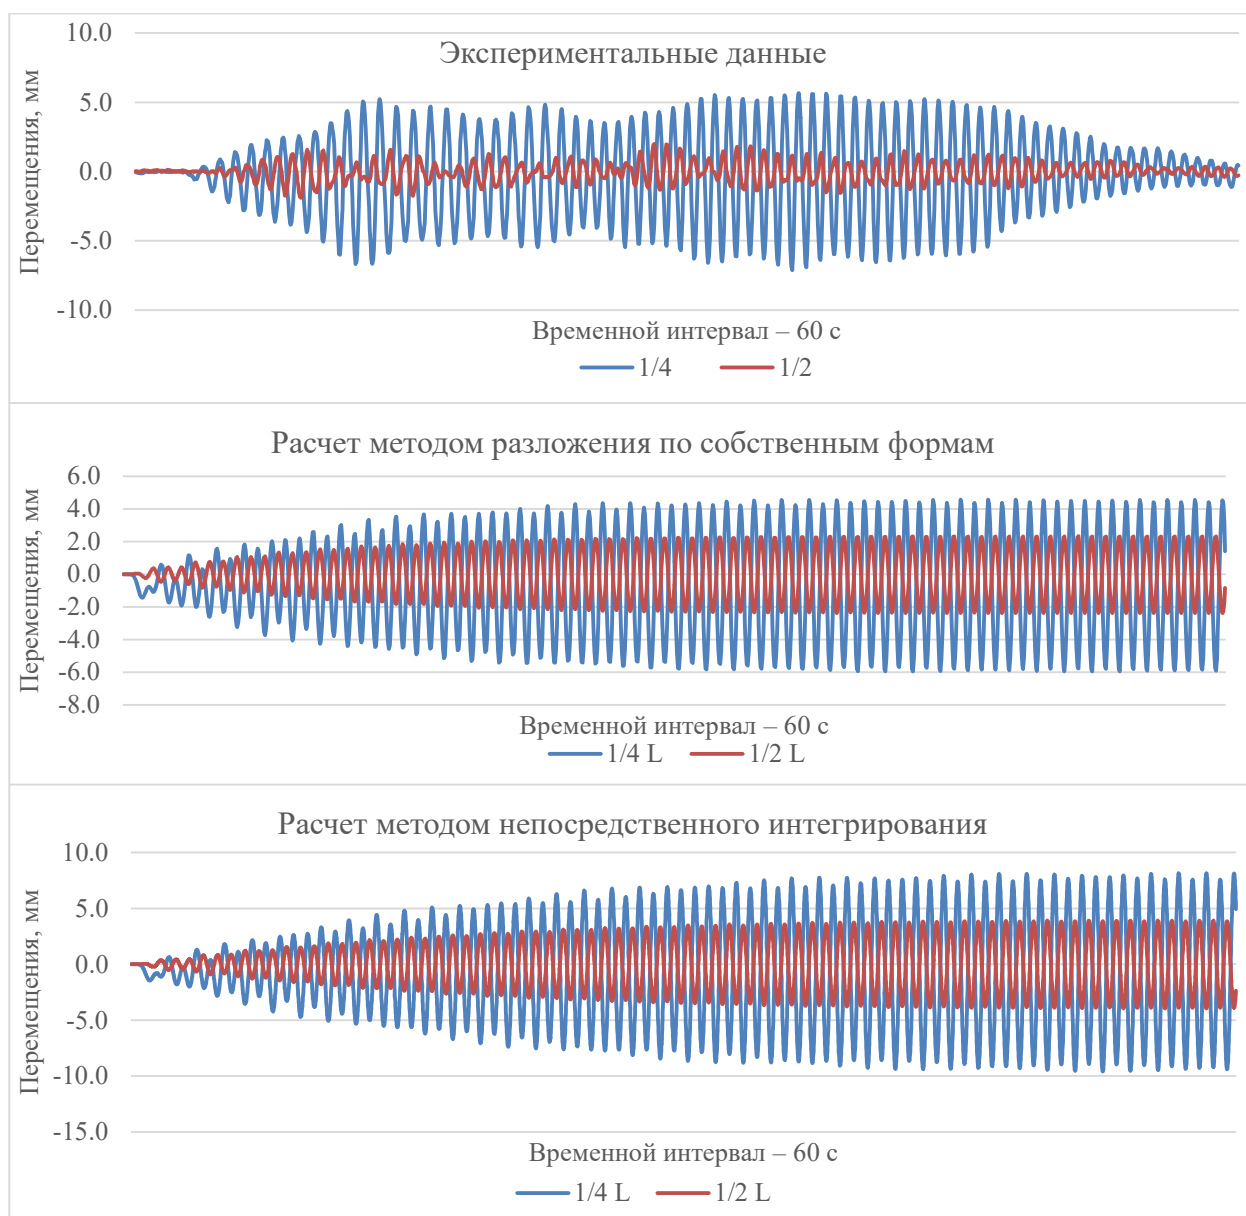 Экспериментальные данные
Перемещения, мм
10.0
5.0
0.0
-5.0
-10.0
Временной интервал – 60 с
1/4 1/2
Расчет методом разложения по собственным формам
Перемещения, мм
6.0
4.0
2.0
0.0
-2.0
-4.0
-6.0
-8.0
Временной интервал – 60 с
1/4 L 1/2 L
Расчет методом непосредственного интегрирования
Перемещения, мм
10.0
5.0
0.0
-5.0
-10.0
-15.0
Временной интервал – 60 с
1/4 L 1/2 L